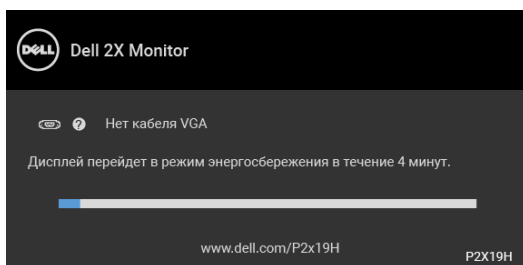 DELL Dell 2X Monitor
Нет кабеля VGA
Дисплей перейдет в режим энергосбережения в течение 4 минут.
www.dell.com/P2x19H
P2X19H